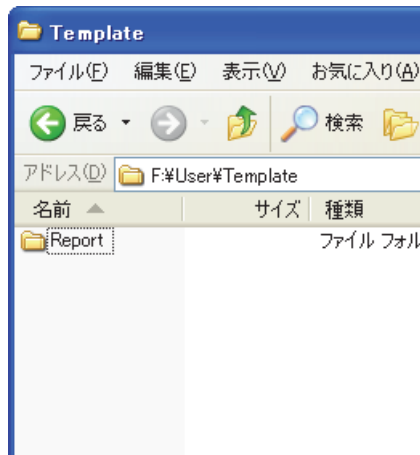 Template
ファイル(F) 編集(E) 表示(V) お気に入り(A)
戻る 検索
アドレス(D) F:¥User¥Template
名前 サイズ 種類
Report ファイル フォル